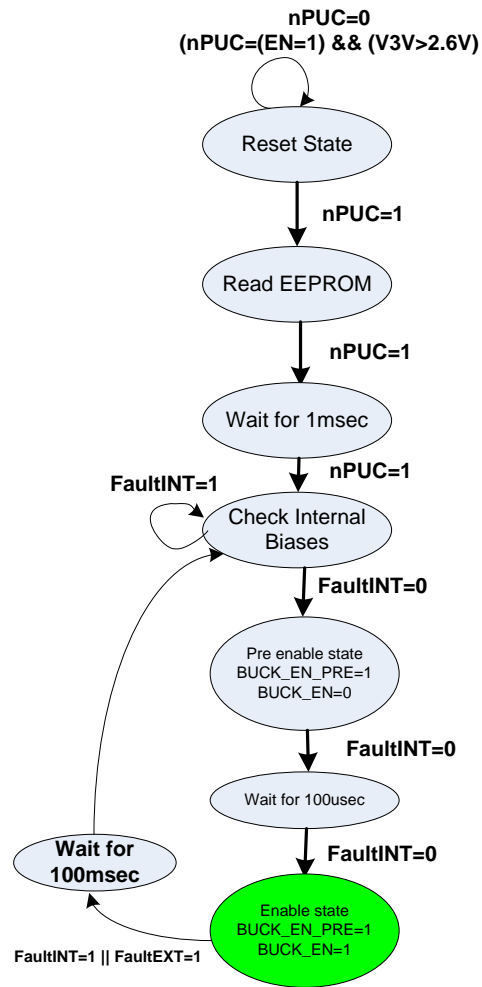 nPUC=0
(nPUC=(EN=1) && (V3V>2.6V)
Reset State
nPUC=1
Read EEPROM
nPUC=1
Wait for 1msec
nPUC=1
FaultINT=1
Check Internal
Biases
FaultINT=0
Pre enable state
BUCK_EN_PRE=1
BUCK_EN=0
FaultINT=0
Wait for 100usec
FaultINT=0
Wait for
100msec
Enable state
BUCK_EN_PRE=1
BUCK_EN=1
FaultINT=1 || FaultEXT=1